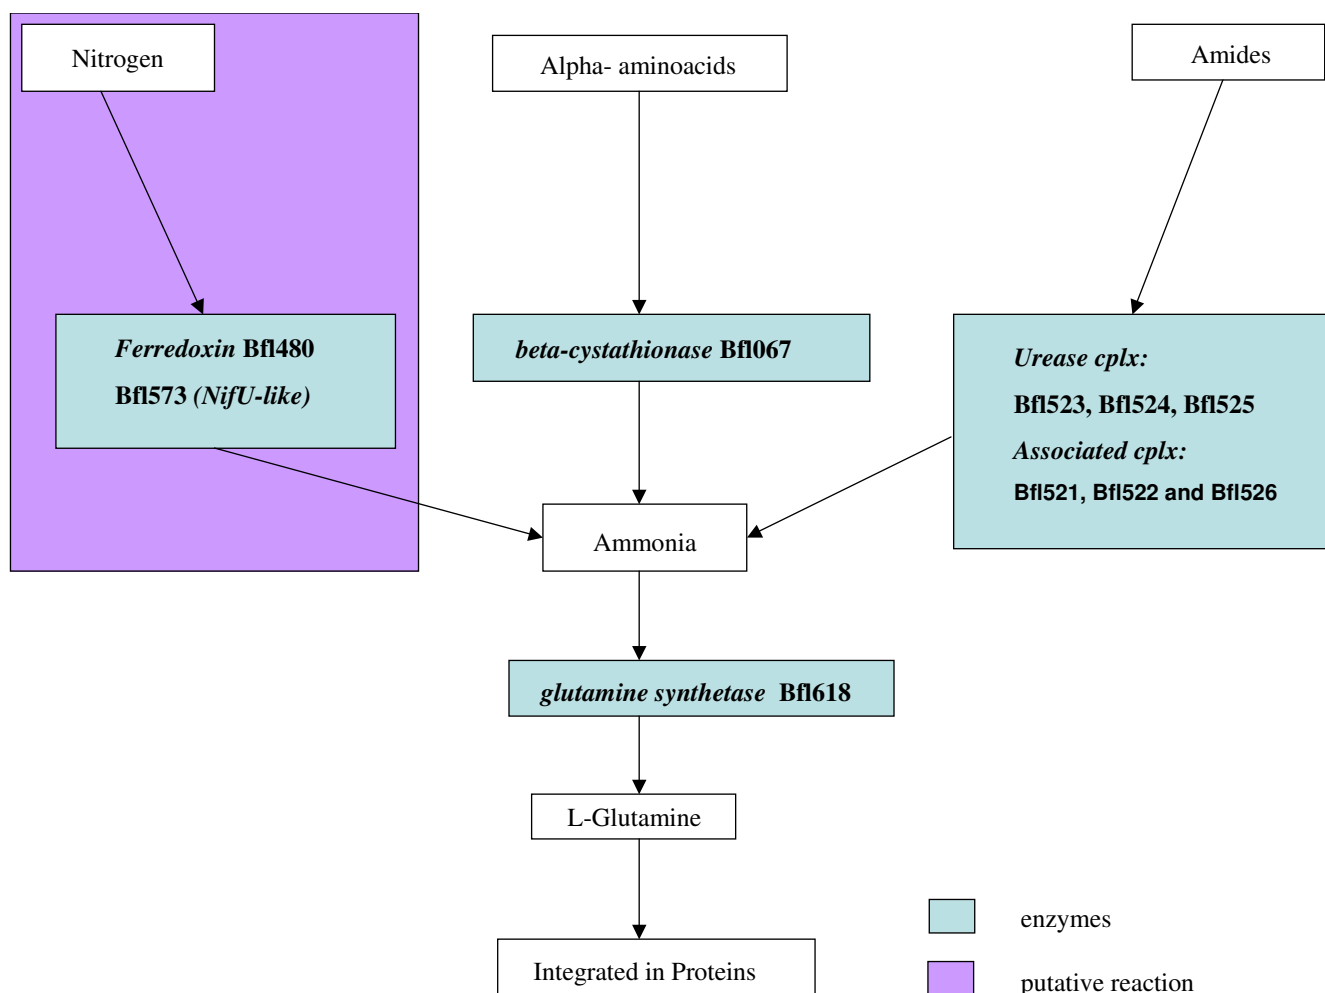 Nitrogen
Alpha- aminoacids
Amides
Ferredoxin Bfl480
Bfl573 (NifU-like)
beta-cystathionase Bfl067
Urease cplx:
Bfl523, Bfl524, Bfl525
Associated cplx:
Bfl521, Bfl522 and Bfl526
Ammonia
glutamine synthetase Bfl618
L-Glutamine
Integrated in Proteins
enzymes
putative reaction